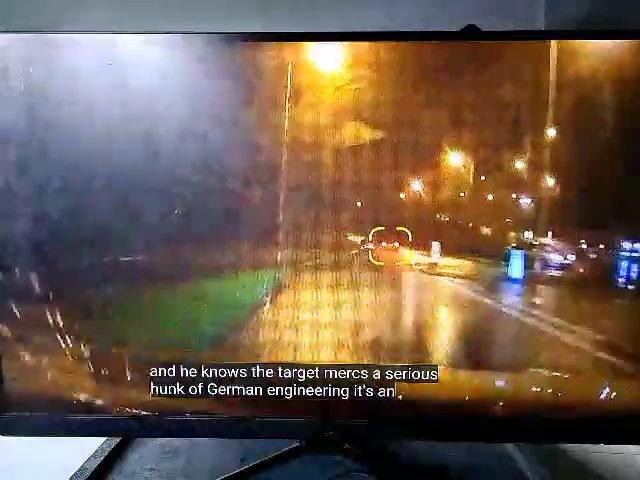 and he knows the target mercs a serious
hunk of German engineering it's an